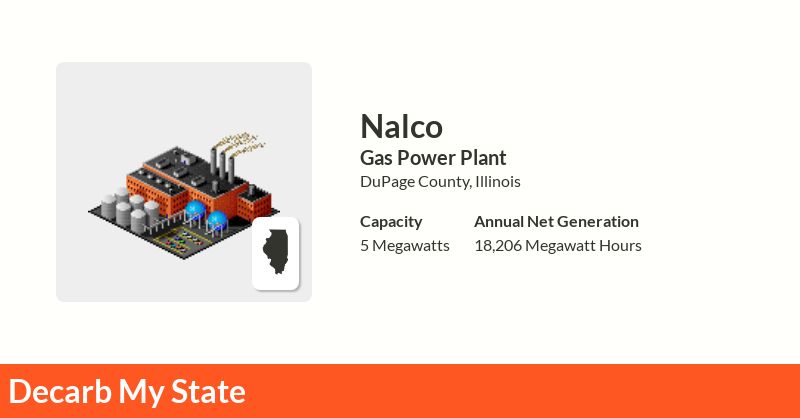 Nalco
Gas Power Plant
DuPage County, Illinois
Capacity Annual Net Generation
5 Megawatts 18,206 Megawatt Hours
Decarb My State